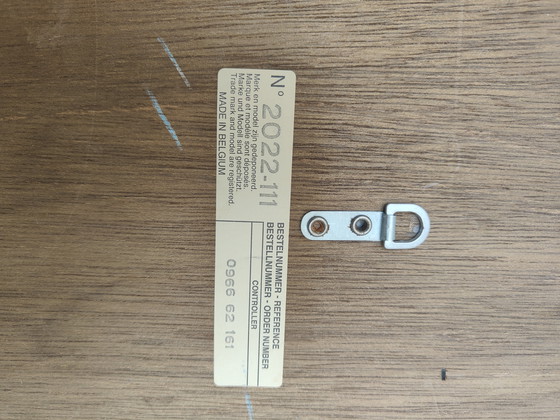 N° 2022-111
Merk en model zijn gedeponeerd.
Marque et modèle sont déposés.
Marke und Modell sind geschützt.
Trade mark and model are registered.
MADE IN BELGIUM
BESTELNUMMER - REFERENCE
BESTELLNUMMER - ORDER NUMBER
CONTROLLER
0966 62 161